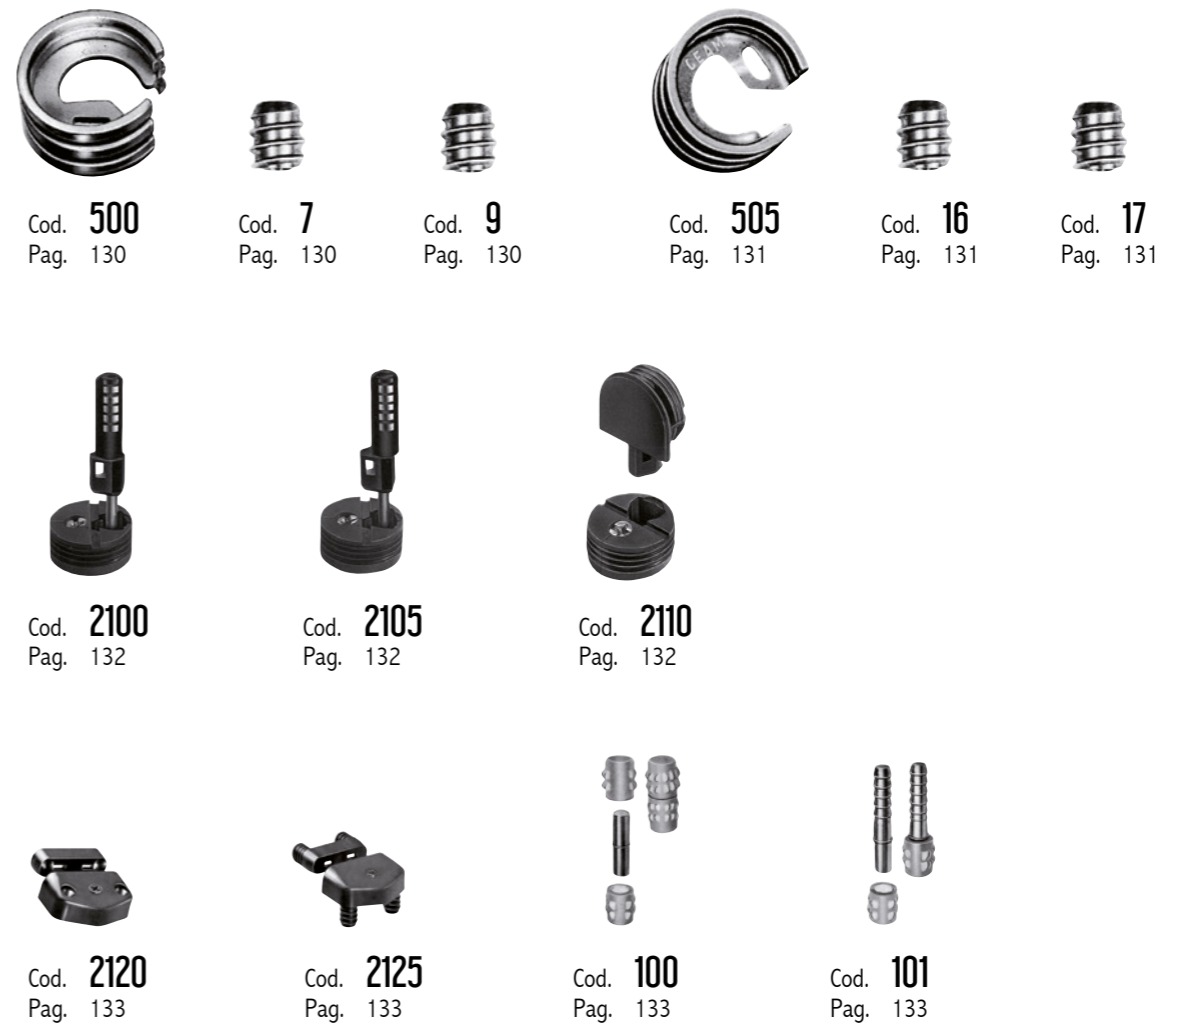 CEAM
Cod. 500
Pag. 130
Cod. 7
Pag. 130
Cod. 9
Pag. 130
Cod. 505
Pag. 131
Cod. 16
Pag. 131
Cod. 17
Pag. 131
Cod. 2100
Pag. 132
Cod. 2105
Pag. 132
Cod. 2110
Pag. 132
Cod. 2120
Pag. 133
Cod. 2125
Pag. 133
Cod. 100
Pag. 133
Cod. 101
Pag. 133